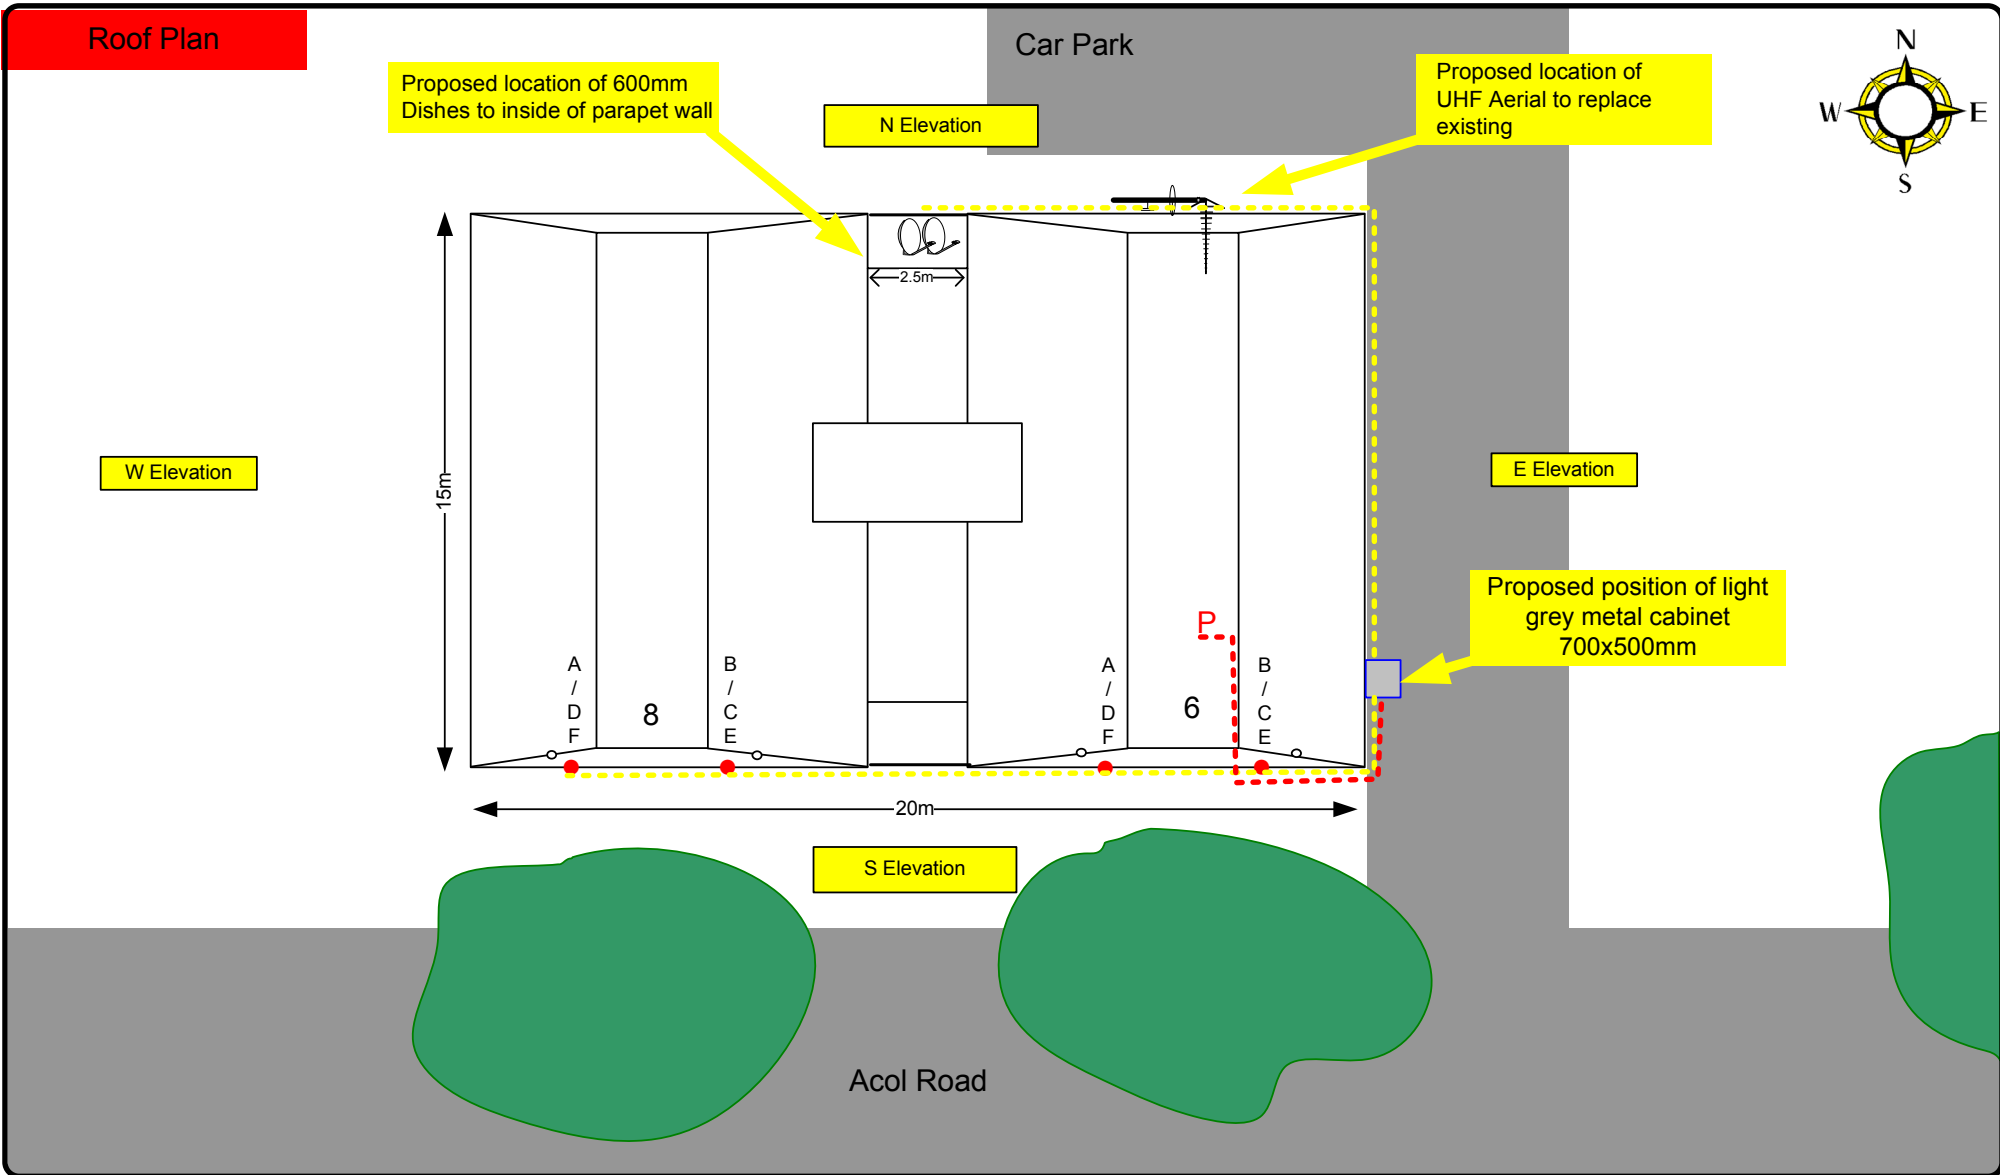 Roof Plan
Car Park
N
W
E
S
Proposed location of 600mm
Dishes to inside of parapet wall
Proposed location of
UHF Aerial to replace
existing
N Elevation
2.5m
15m
W Elevation
E Elevation
Proposed position of light
grey metal cabinet
700x500mm
P
A
/
D
F
8
B
/
C
E
A
/
D
F
6
B
/
C
E
20m
S Elevation
Acol Road